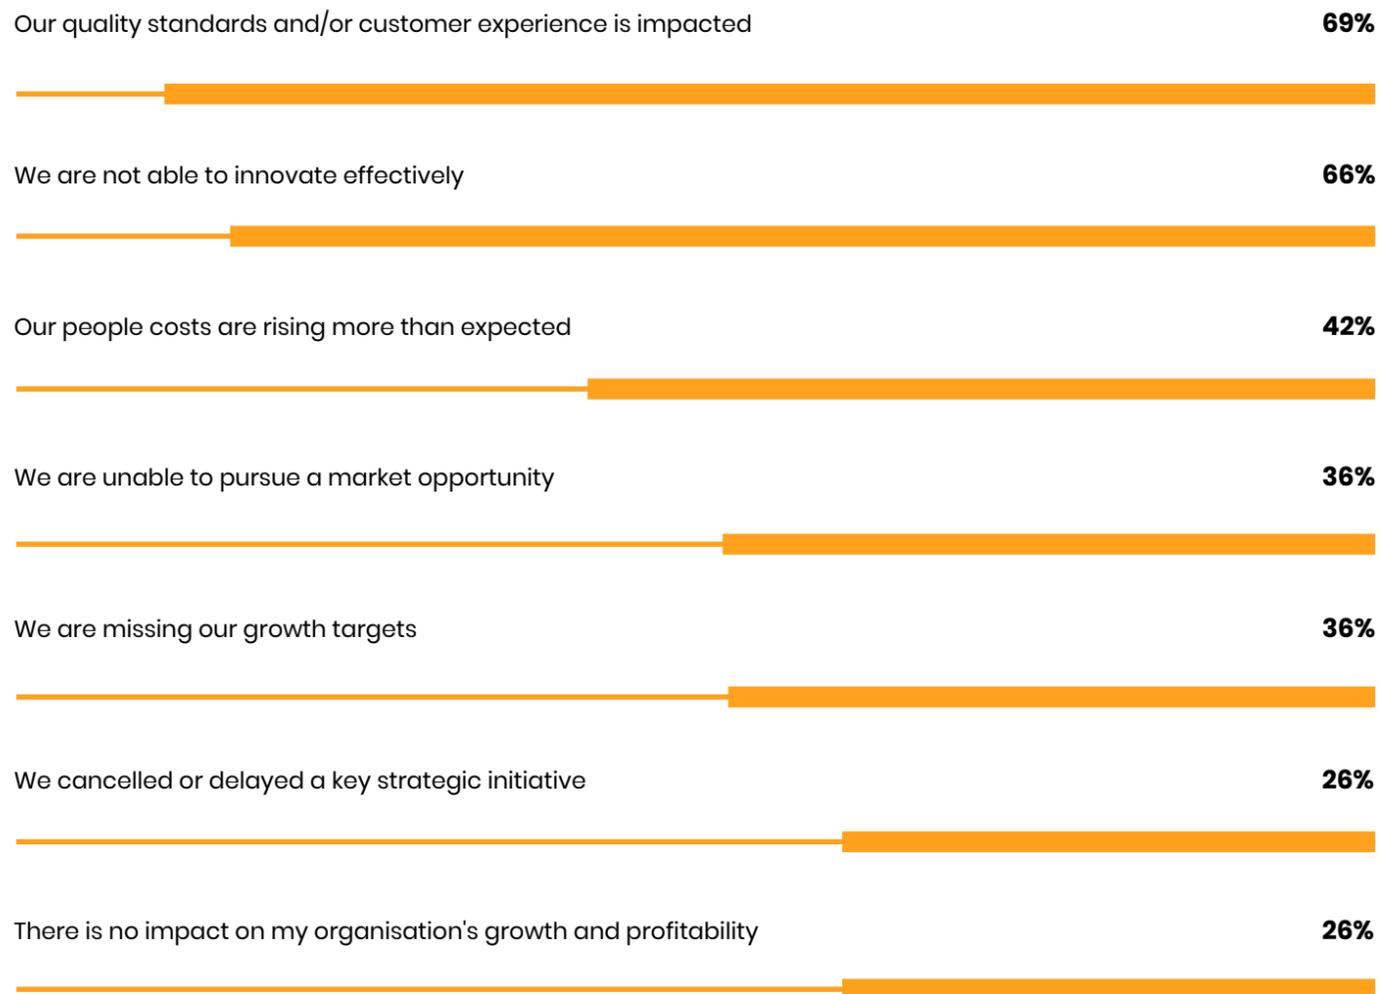 Our quality standards and/or customer experience is impacted 69%
We are not able to innovate effectively 66%
Our people costs are rising more than expected 42%
We are unable to pursue a market opportunity 36%
We are missing our growth targets 36%
We cancelled or delayed a key strategic initiative 26%
There is no impact on my organisation's growth and profitability 26%